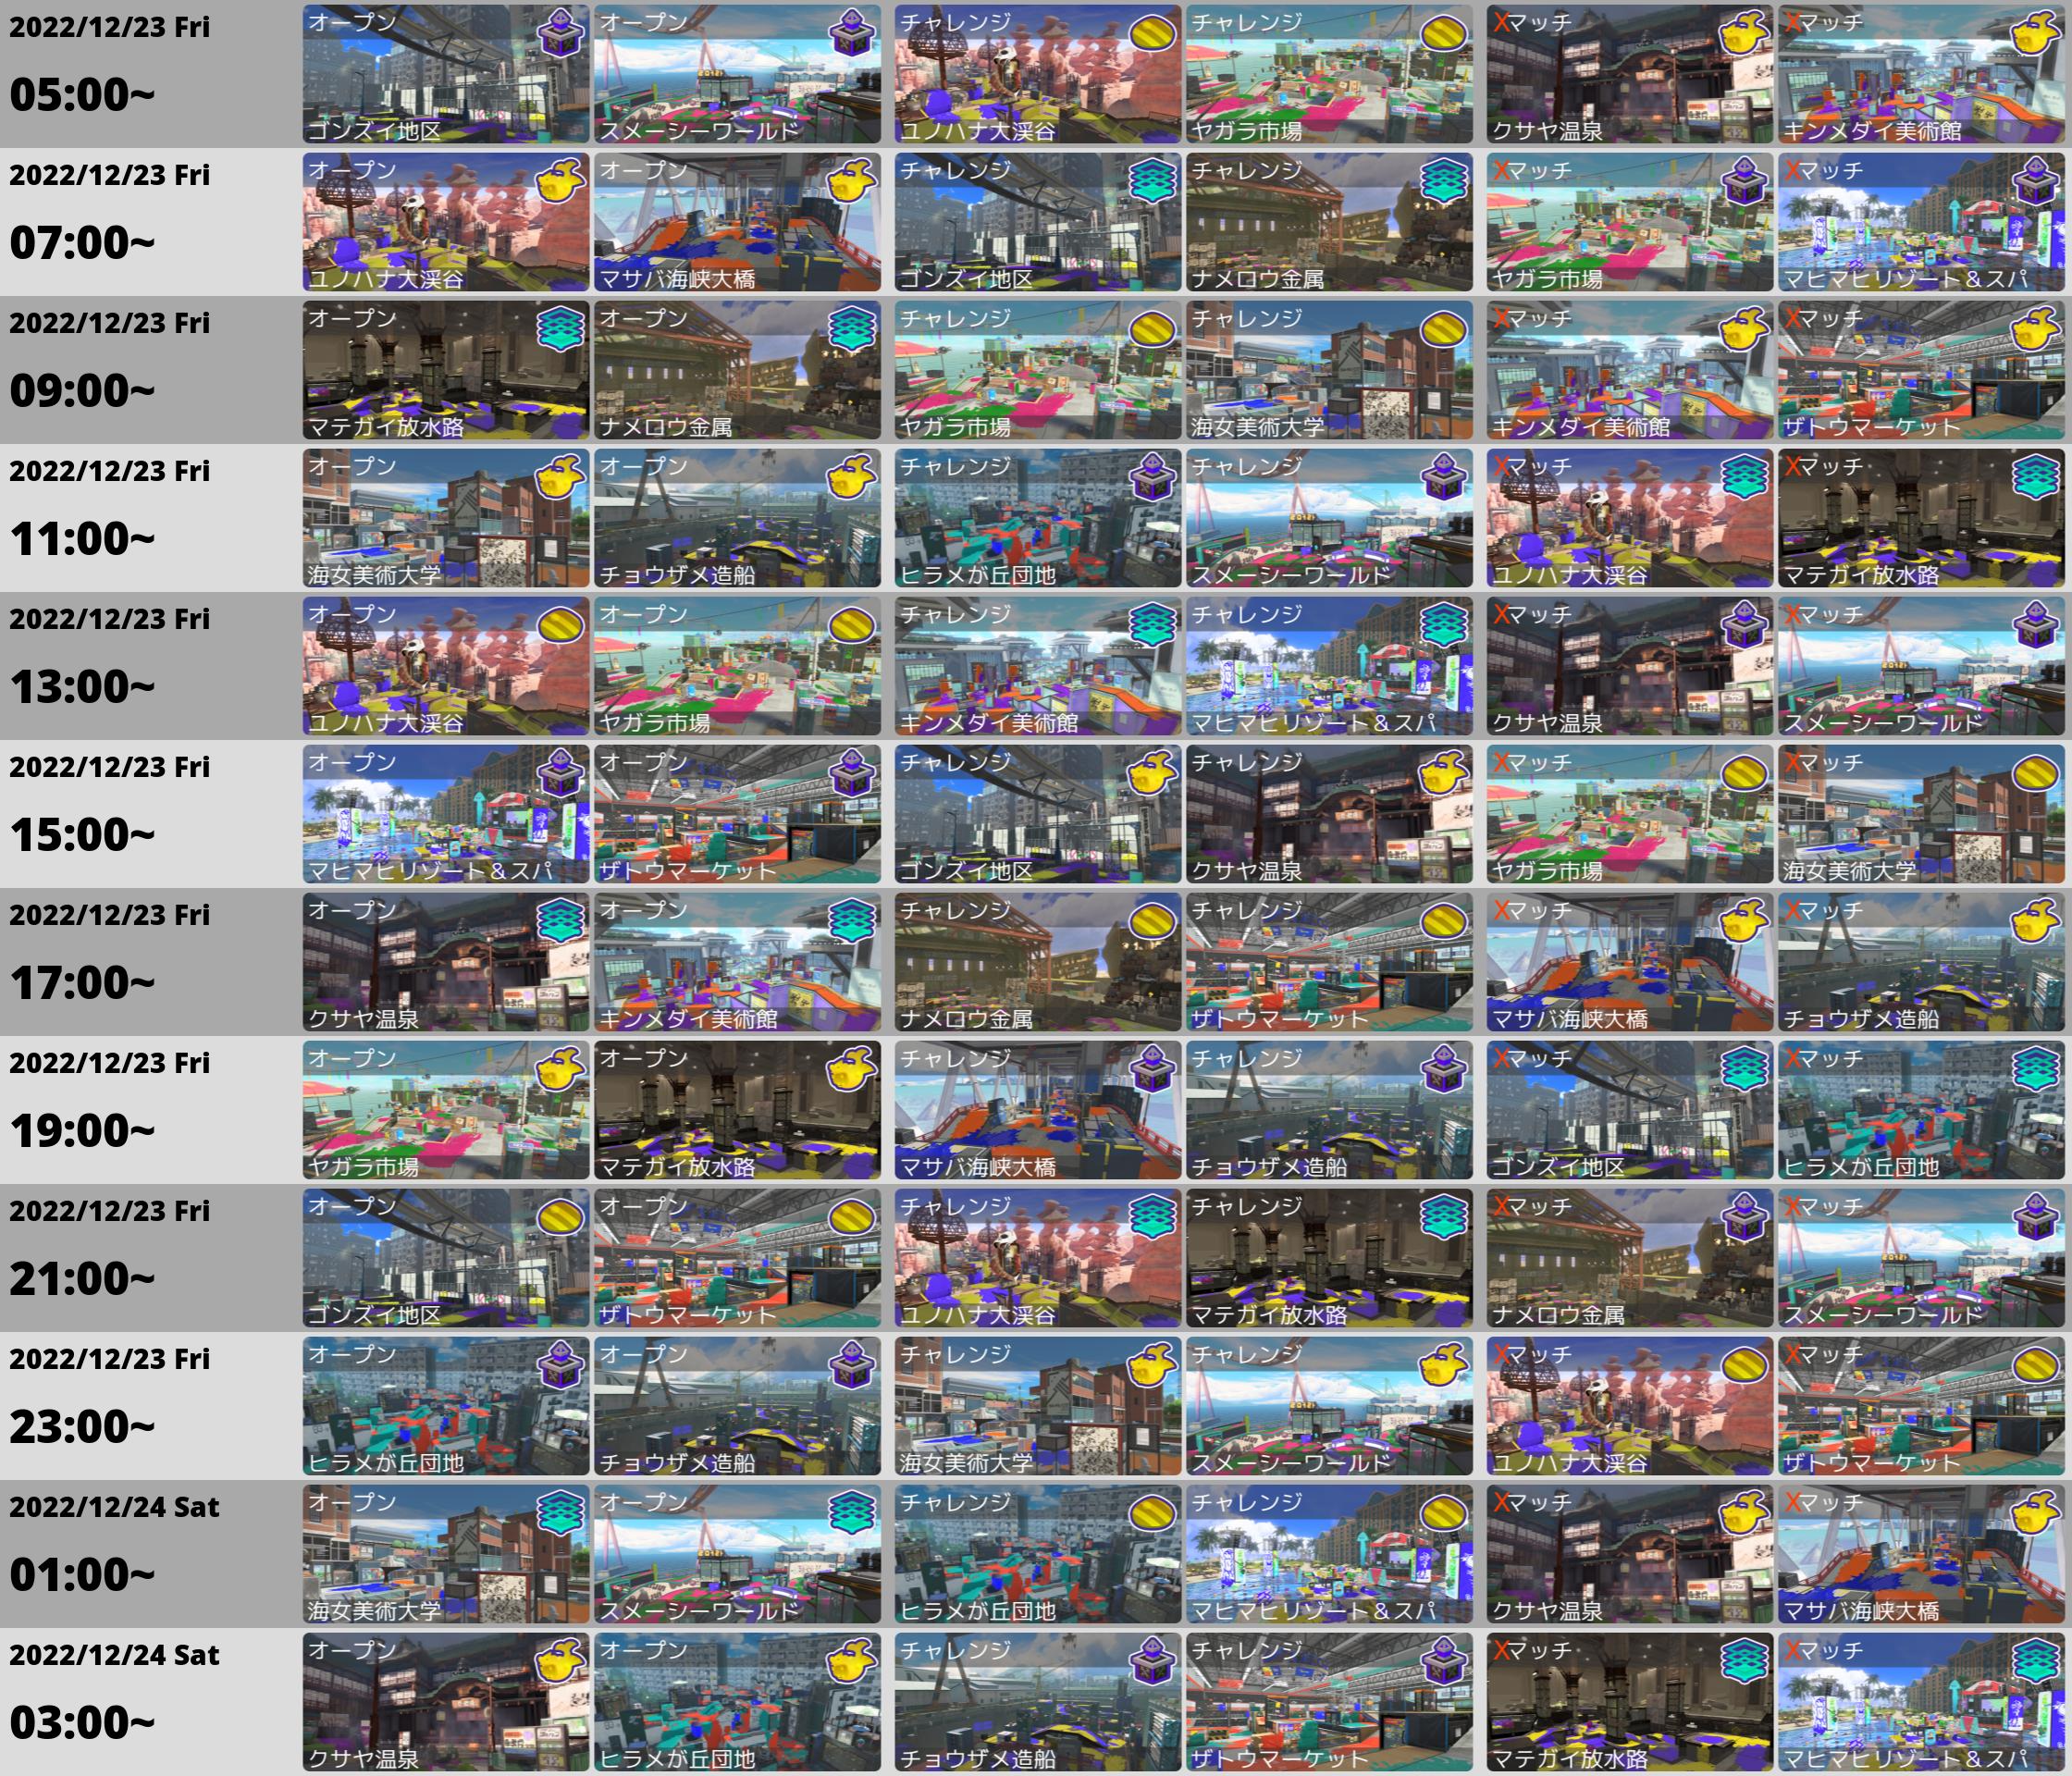 2022/12/23 Fri
05:00~
オープン オープン チャレンジ チャレンジ Xマッチ Xマッチ
ゴンズイ地区 スメーシーワールド ユノハナ大渓谷 ヤガラ市場 クサヤ温泉 キンメダイ美術館
2022/12/23 Fri
07:00~
オープン オープン チャレンジ チャレンジ Xマッチ Xマッチ
ユノハナ大渓谷 マサバ海峡大橋 ゴンズイ地区 ナメロウ金属 ヤガラ市場 マヒマヒリゾート&スパ
2022/12/23 Fri
09:00~
オープン オープン チャレンジ チャレンジ Xマッチ Xマッチ
マテガイ放水路 ナメロウ金属 ヤガラ市場 海女美術大学 キンメダイ美術館 ザトウマーケット
2022/12/23 Fri
11:00~
オープン オープン チャレンジ チャレンジ Xマッチ Xマッチ
海女美術大学 チョウザメ造船 ヒラメが丘団地 スメーシーワールド ユノハナ大渓谷 マテガイ放水路
2022/12/23 Fri
13:00~
オープン オープン チャレンジ チャレンジ Xマッチ Xマッチ
ユノハナ大渓谷 ヤガラ市場 キンメダイ美術館 マヒマヒリゾート&スパ クサヤ温泉 スメーシーワールド
2022/12/23 Fri
15:00~
オープン オープン チャレンジ チャレンジ Xマッチ Xマッチ
マヒマヒリゾート&スパ ザトウマーケット ゴンズイ地区 クサヤ温泉 ヤガラ市場 海女美術大学
2022/12/23 Fri
17:00~
オープン オープン チャレンジ チャレンジ Xマッチ Xマッチ
クサヤ温泉 キンメダイ美術館 ナメロウ金属 ザトウマーケット マサバ海峡大橋 チョウザメ造船
2022/12/23 Fri
19:00~
オープン オープン チャレンジ チャレンジ Xマッチ Xマッチ
ヤガラ市場 マテガイ放水路 マサバ海峡大橋 チョウザメ造船 ゴンズイ地区 ヒラメが丘団地
2022/12/23 Fri
21:00~
オープン オープン チャレンジ チャレンジ Xマッチ Xマッチ
ゴンズイ地区 ザトウマーケット ユノハナ大渓谷 マテガイ放水路 ナメロウ金属 スメーシーワールド
2022/12/23 Fri
23:00~
オープン オープン チャレンジ チャレンジ Xマッチ Xマッチ
ヒラメが丘団地 チョウザメ造船 海女美術大学 スメーシーワールド ユノハナ大渓谷 ザトウマーケット
2022/12/24 Sat
01:00~
オープン オープン チャレンジ チャレンジ Xマッチ Xマッチ
海女美術大学 スメーシーワールド ヒラメが丘団地 マヒマヒリゾート&スパ クサヤ温泉 マサバ海峡大橋
2022/12/24 Sat
03:00~
オープン オープン チャレンジ チャレンジ Xマッチ Xマッチ
クサヤ温泉 ヒラメが丘団地 チョウザメ造船 ザトウマーケット マテガイ放水路 マヒマヒリゾート&スパ